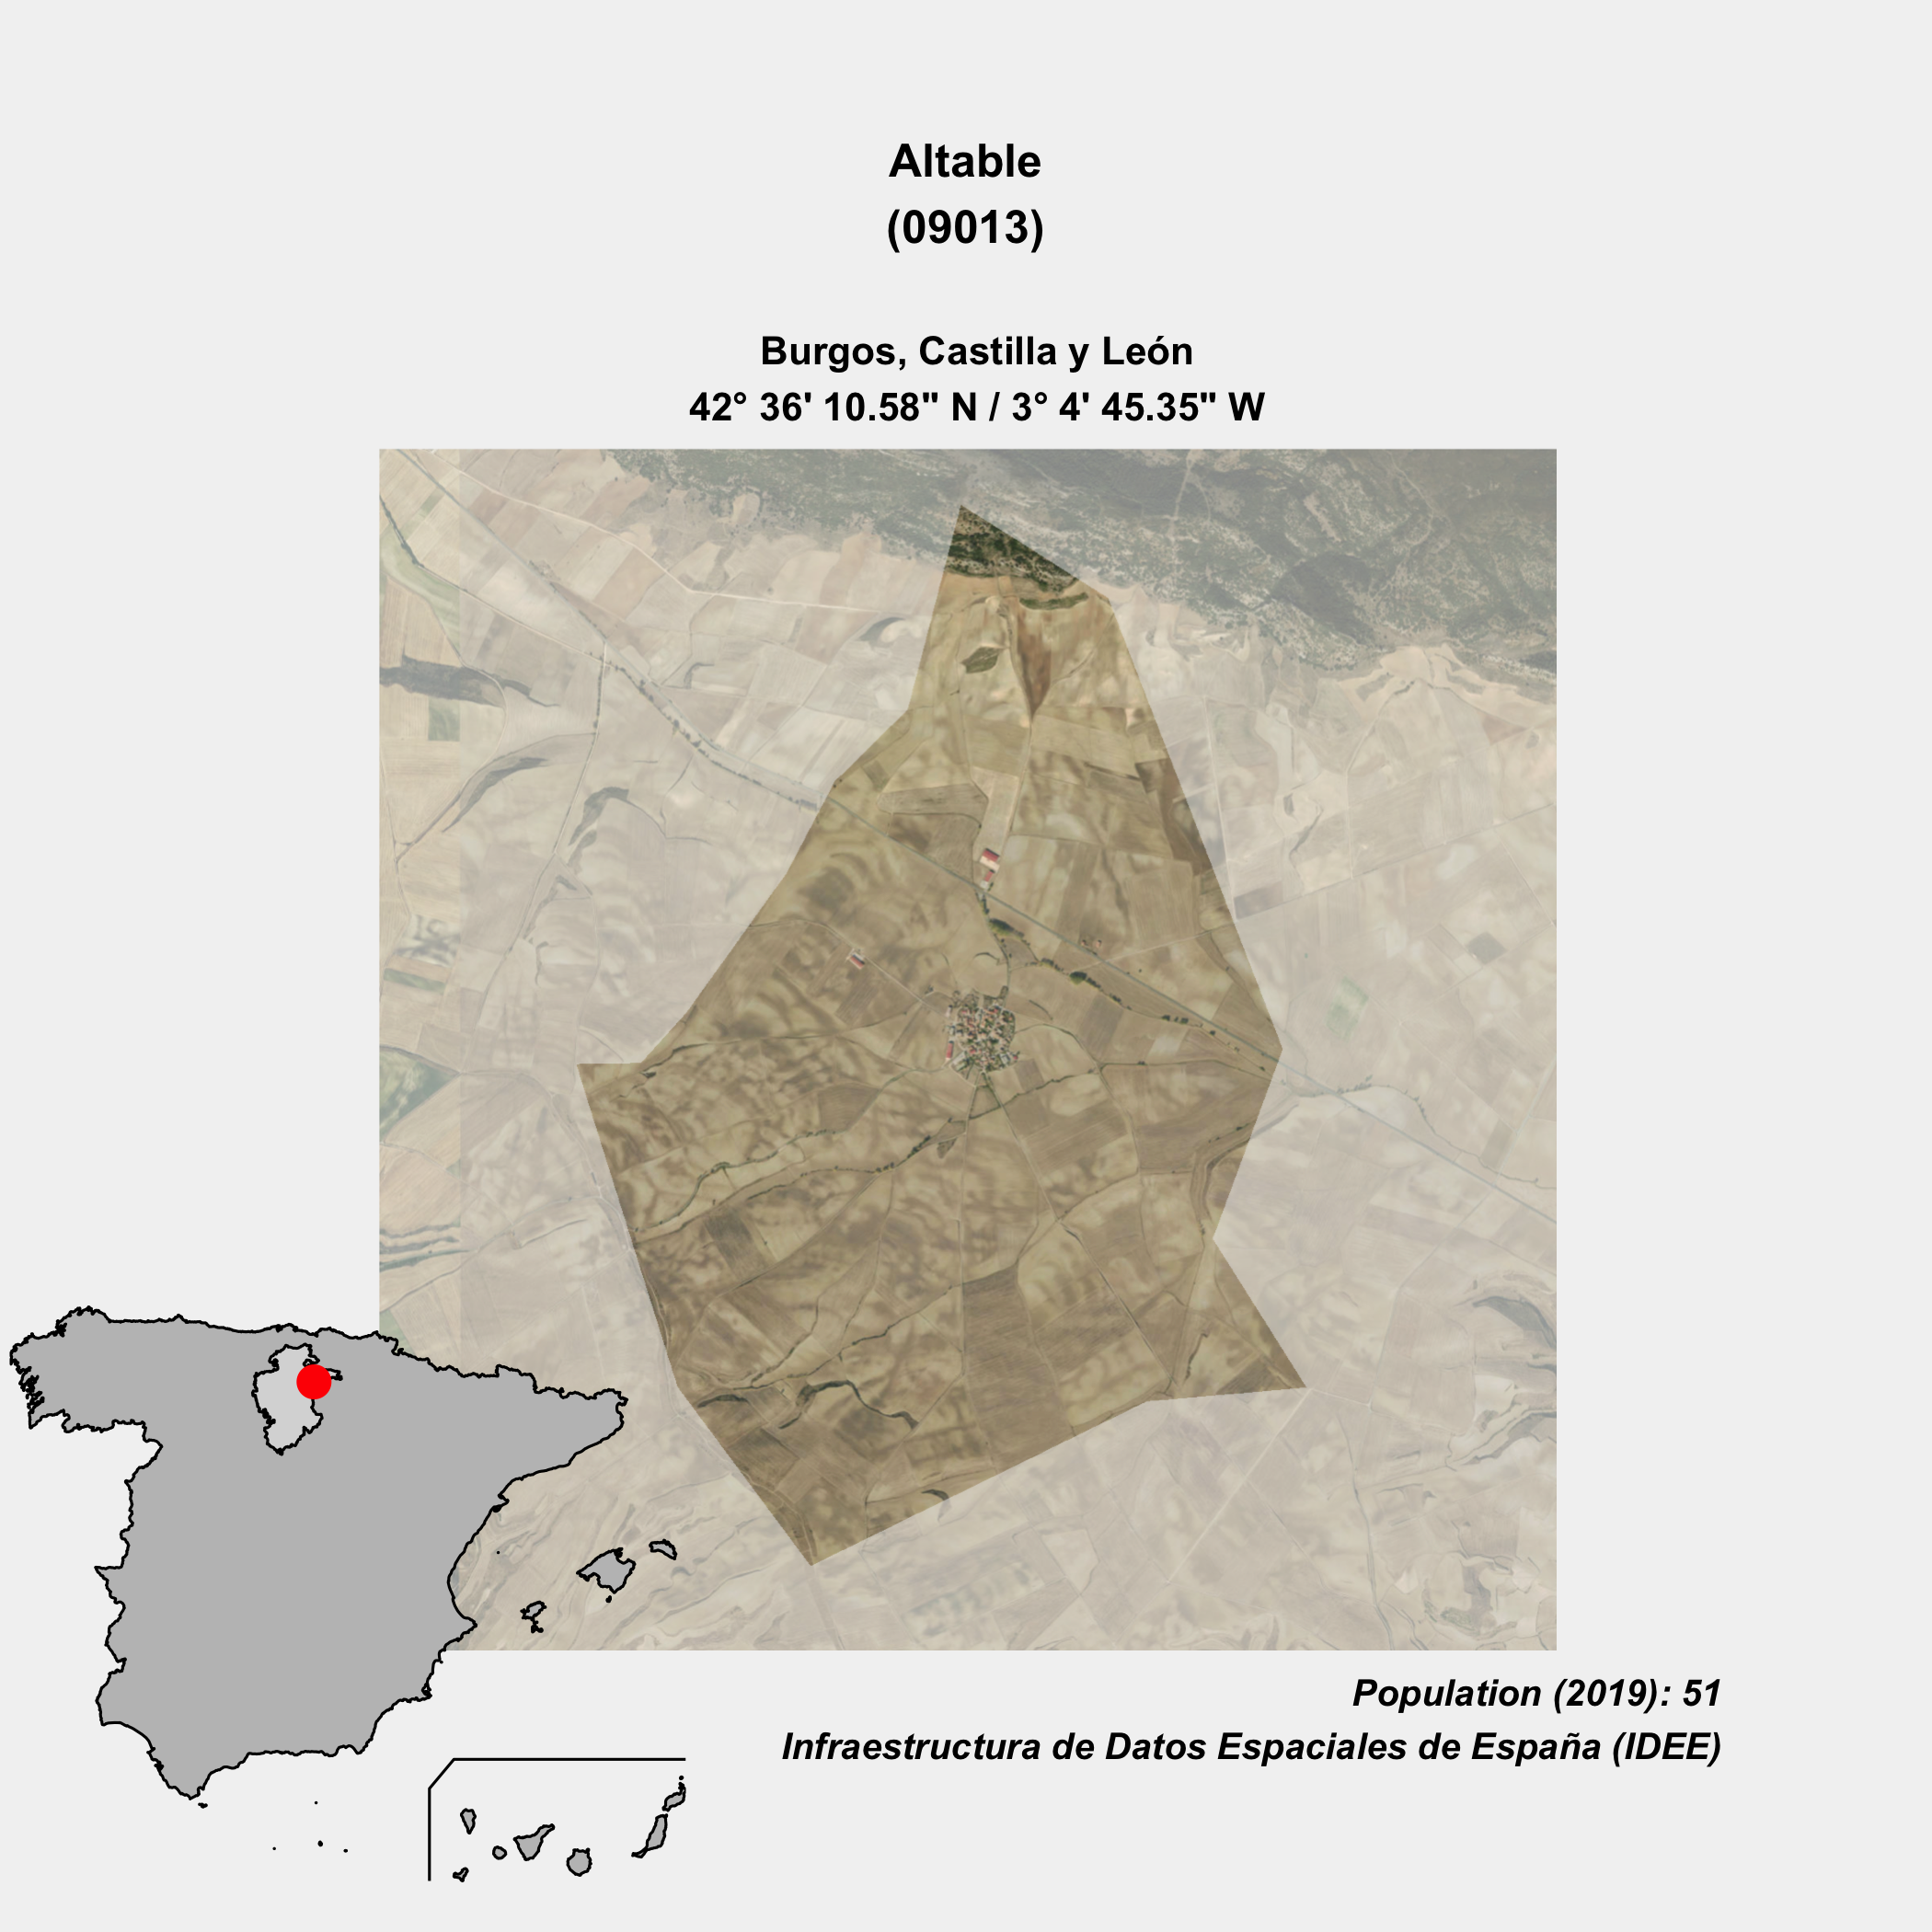 Altable
(09013)
Burgos, Castilla y León
42° 36' 10.58" N / 3° 4' 45.35" W
Population (2019): 51
Infraestructura de Datos Espaciales de España (IDEE)